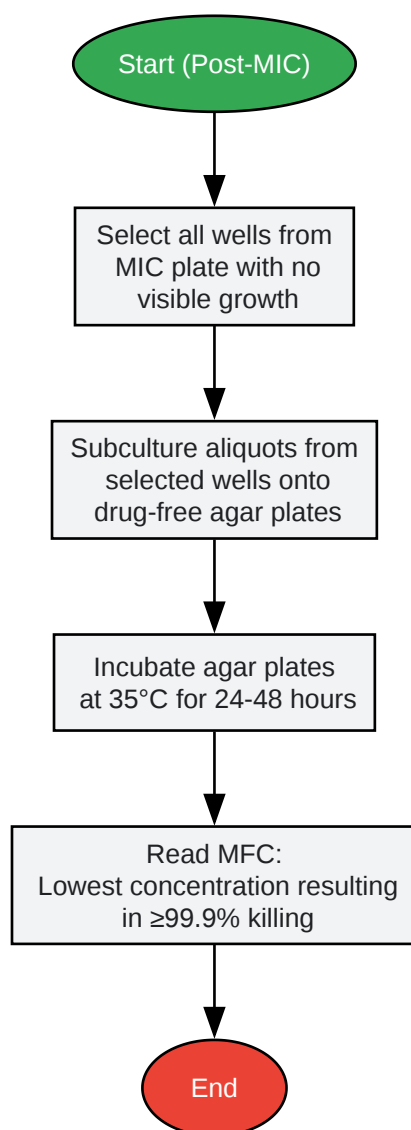 Start (Post-MIC)
Select all wells from
MIC plate with no
visible growth
Subculture aliquots from
selected wells onto
drug-free agar plates
Incubate agar plates
at 35°C for 24-48 hours
Read MFC:
Lowest concentration resulting
in ≥99.9% killing
End